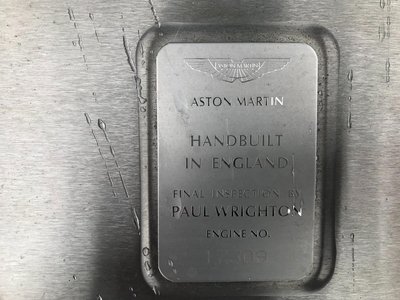 ASTON MARTIN
ASTON MARTIN
HANDBUILT
IN ENGLAND
FINAL INSPECTION BY
PAUL WRIGHTON
ENGINE NO.